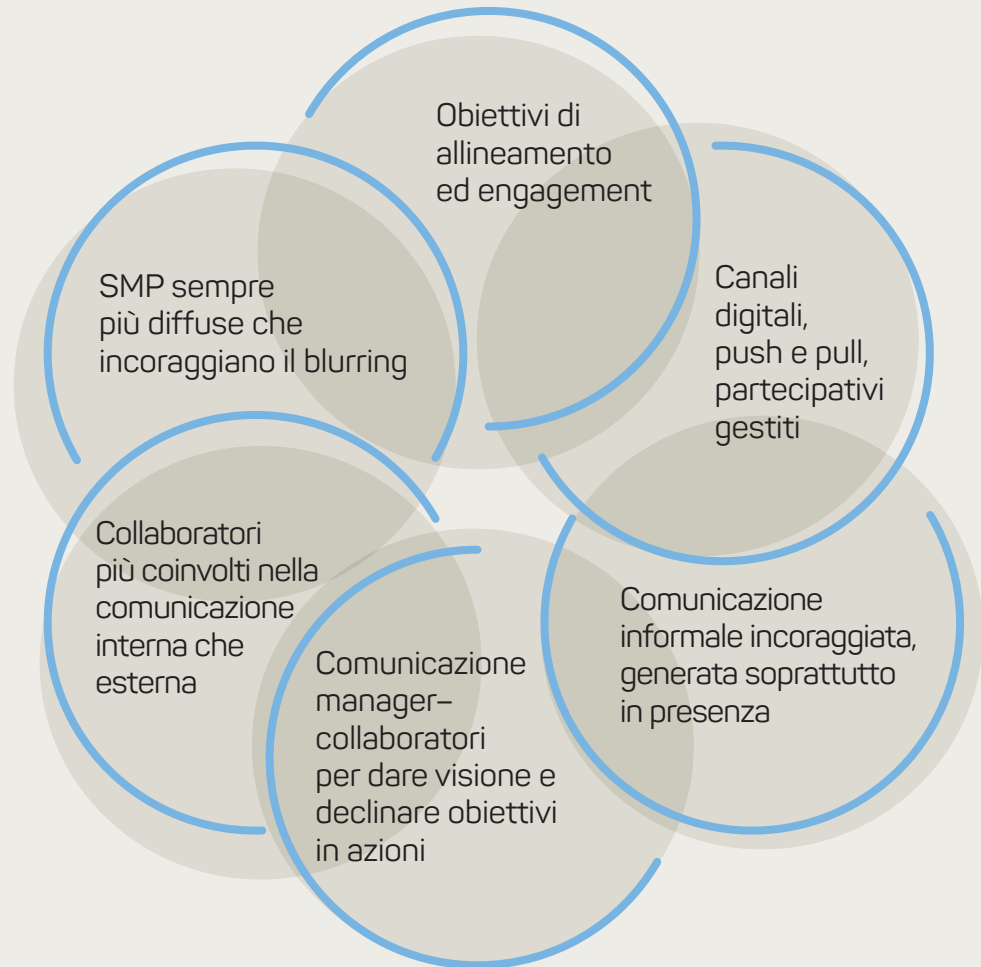 Obiettivi di
allineamento
ed engagement
Canali
digitali,
push e pull,
partecipativi
gestiti
Comunicazione
informale incoraggiata,
generata soprattutto
in presenza
Comunicazione
manager–
collaboratori
per dare visione e
declinare obiettivi
in azioni
Collaboratori
più coinvolti nella
comunicazione
interna che
esterna
SMP sempre
più diffuse che
incoraggiano il blurring